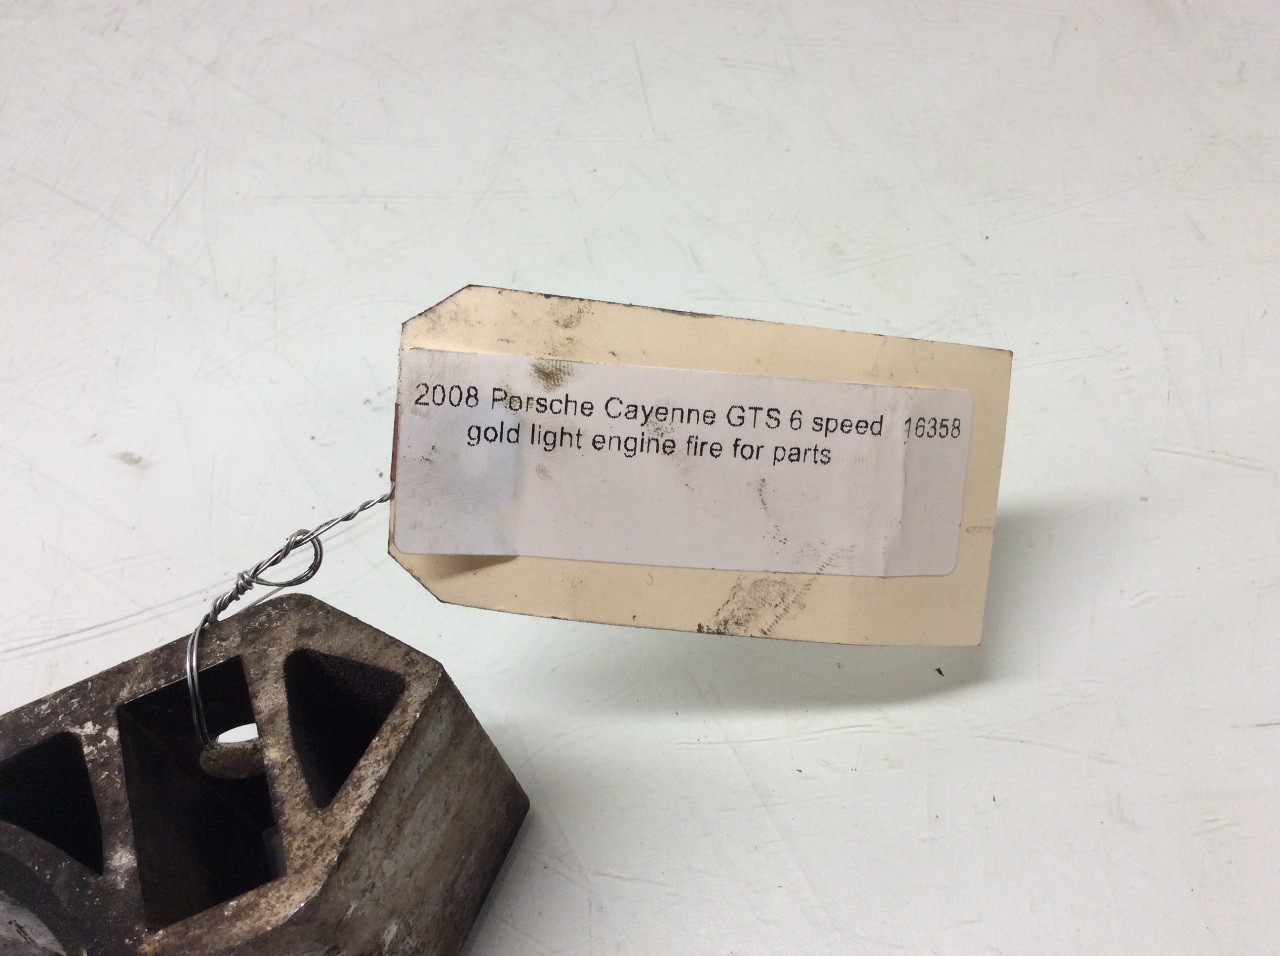 2008 Porsche Cayenne GTS 6 speed 16358
gold light engine fire for parts